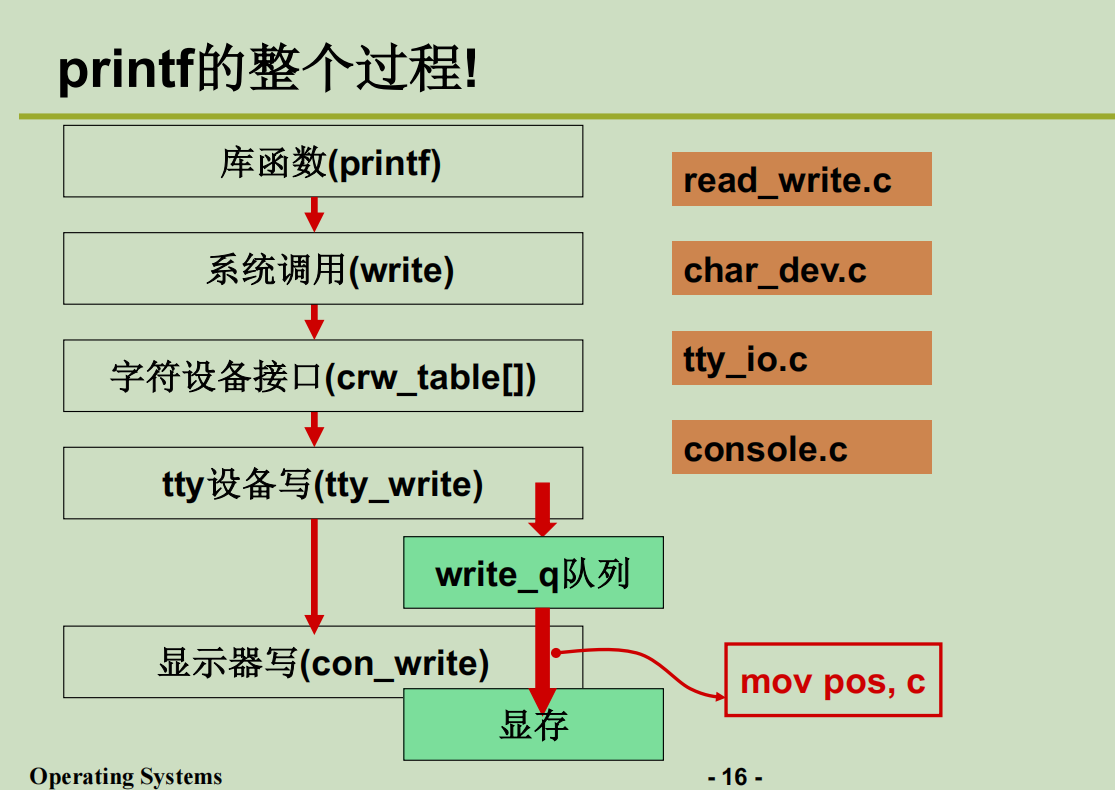 printf的整个过程!
库函数(printf)
系统调用(write)
字符设备接口(crw_table[])
tty设备写(tty_write)
write_q队列
显示器写(con_write)
显存
read_write.c
char_dev.c
tty_io.c
console.c
mov pos, c
Operating Systems
- 16 -